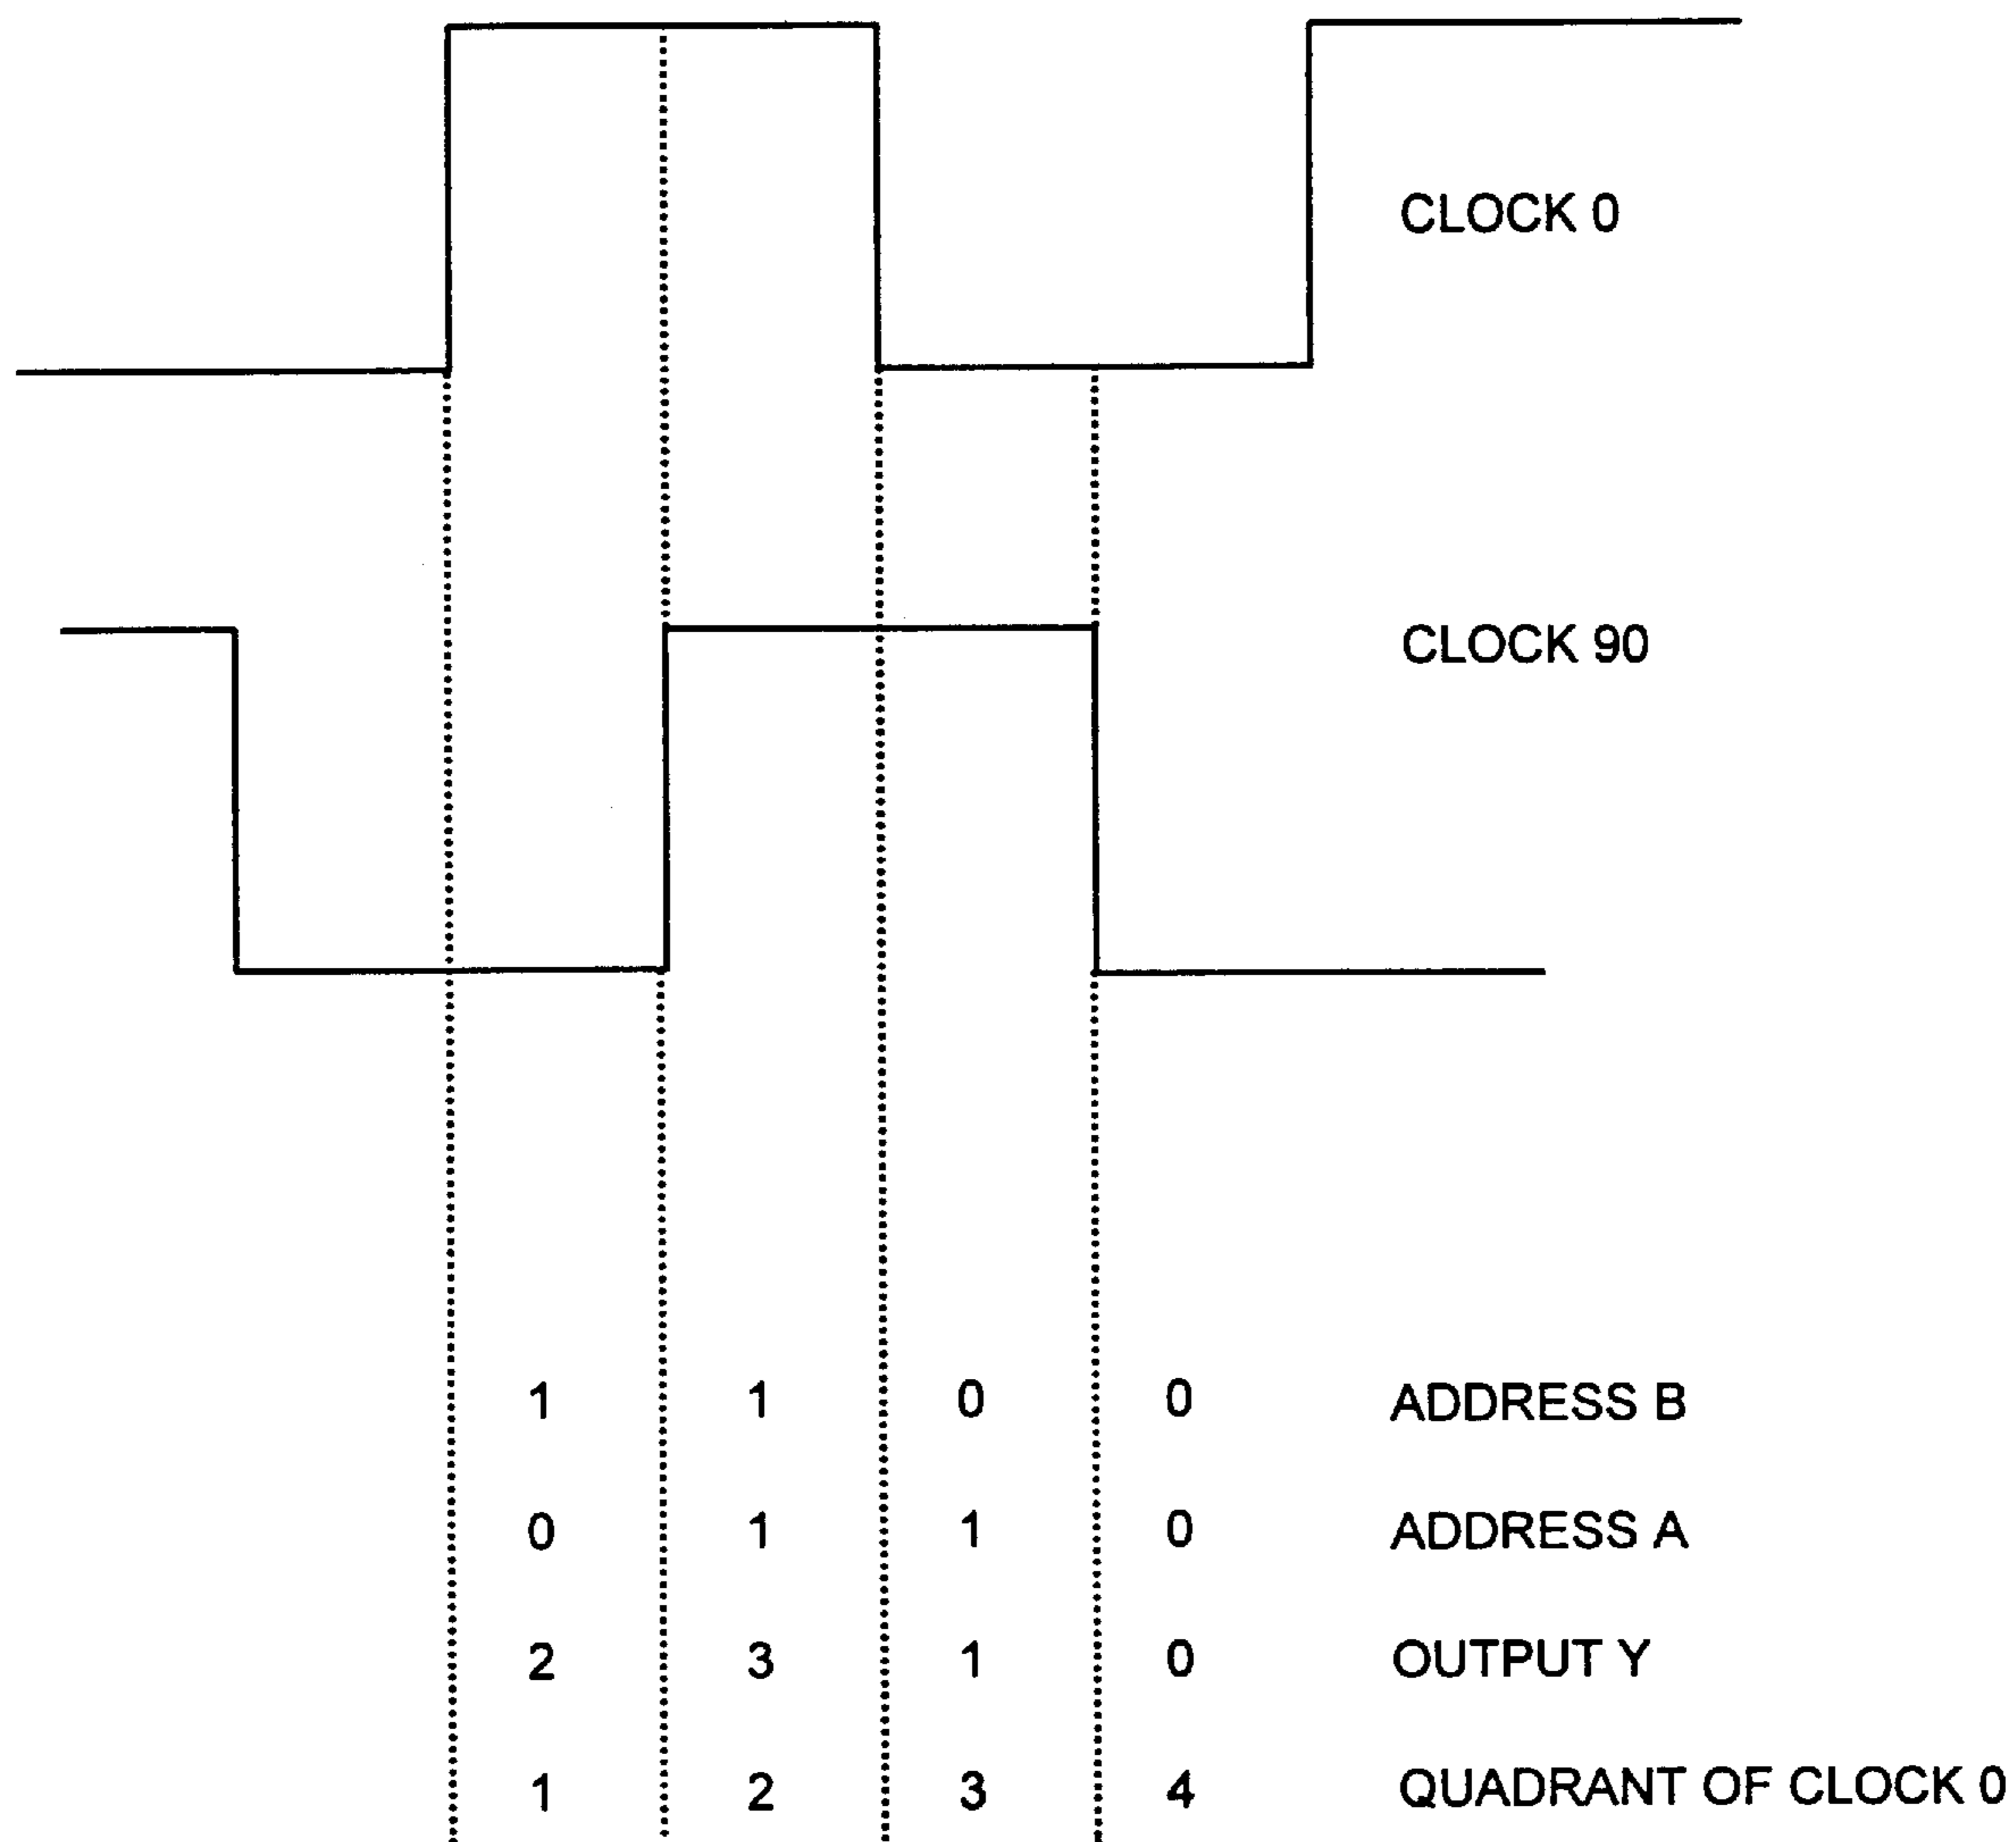 CLOCK 0
CLOCK 90
1 1 0 0 ADDRESS B
0 1 1 0 ADDRESS A
2 3 1 0 OUTPUT Y
1 2 3 4 QUADRANT OF CLOCK 0